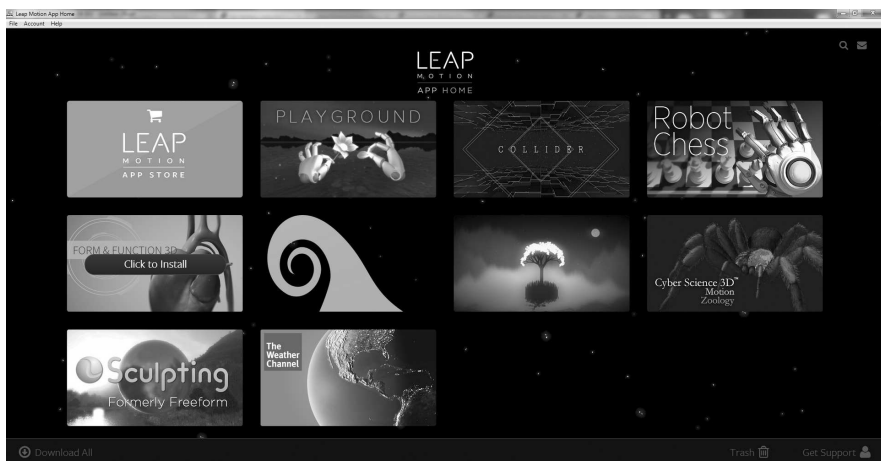 Leap Motion App Home
File Account Help
LEAP
MOTION
APP HOME
LEAP
MOTION
APP STORE
PLAYGROUND
COLLIDER
Robot
Chess
FORM & FUNCTION 3D
Click to Install
Cyber Science 3D™
Motion
Zoology
Sculpting
Formerly Freeform
The
Weather
Channel
Download All
Trash
Get Support